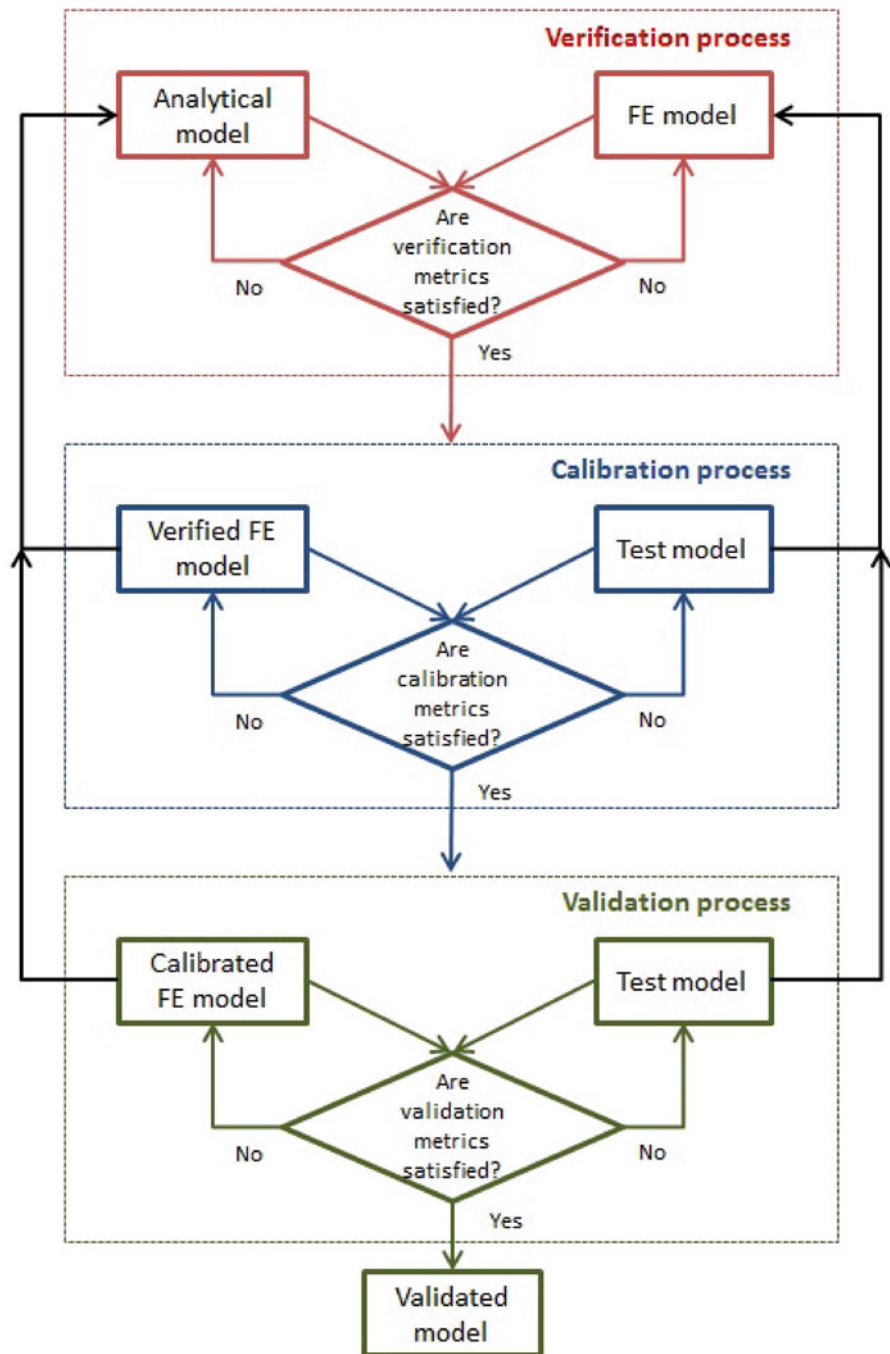 Verification process
Analytical
model
FE model
Are
verification
metrics
satisfied?
No
No
Yes
Calibration process
Verified FE
model
Test model
Are
calibration
metrics
satisfied?
No
No
Yes
Validation process
Calibrated
FE model
Test model
Are
validation
metrics
satisfied?
No
No
Yes
Validated
model